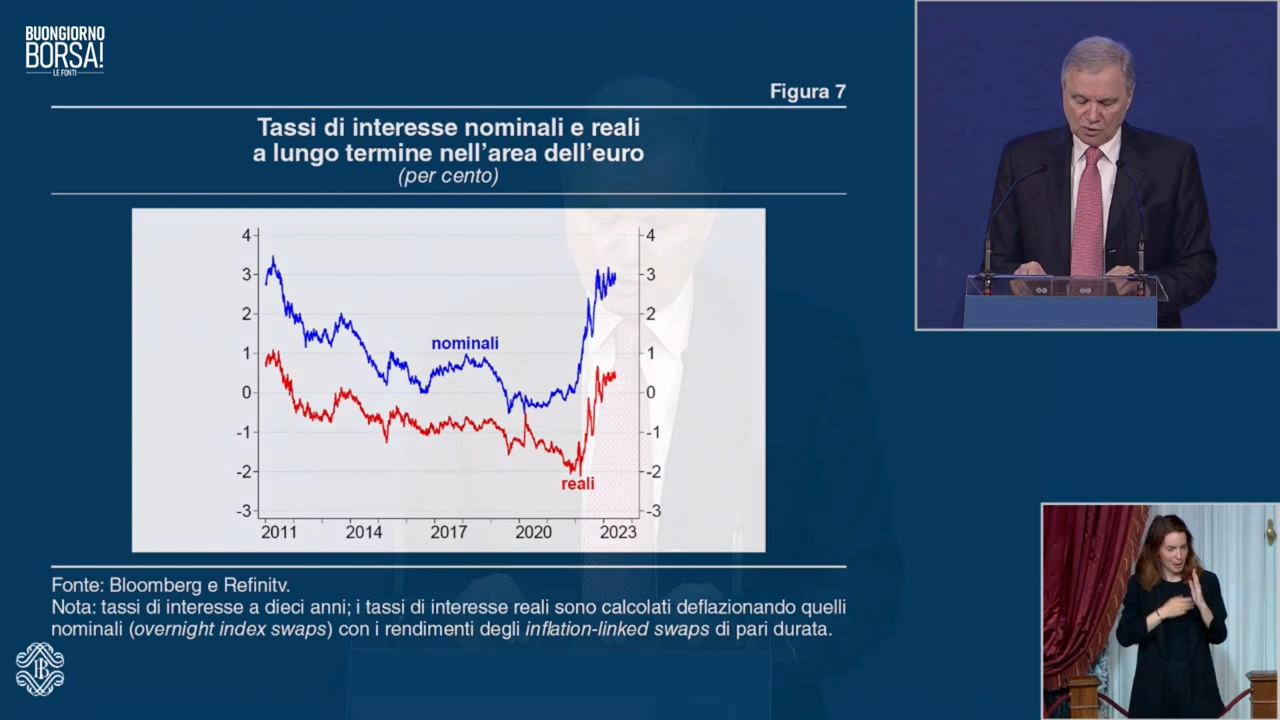 BUONGIORNO
BORSA!
LE FONTI
Figura 7
Tassi di interesse nominali e reali
a lungo termine nell'area dell'euro
(per cento)
4 4
3 3
2 2
nominali
1 1
0 0
-1 -1
-2 -2
reali
-3 -3
2011 2014 2017 2020 2023
Fonte: Bloomberg e Refinitv.
Nota: tassi di interesse a dieci anni; i tassi di interesse reali sono calcolati deflazionando quelli
nominali (overnight index swaps) con i rendimenti degli inflation-linked swaps di pari durata.